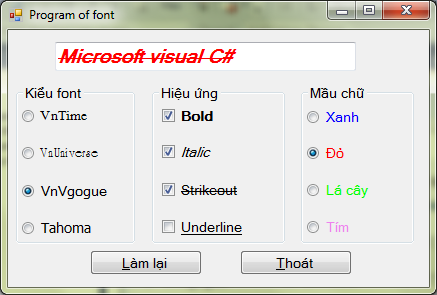 Program of font
Microsoft visual C#
Kiểu font
Hiệu ứng
Mầu chữ
VnTime
Bold
Xanh
VnUniverse
Italic
Đỏ
VnVgogue
Strikeout
Lá cây
Tahoma
Underline
Tím
Làm lại
Thoát